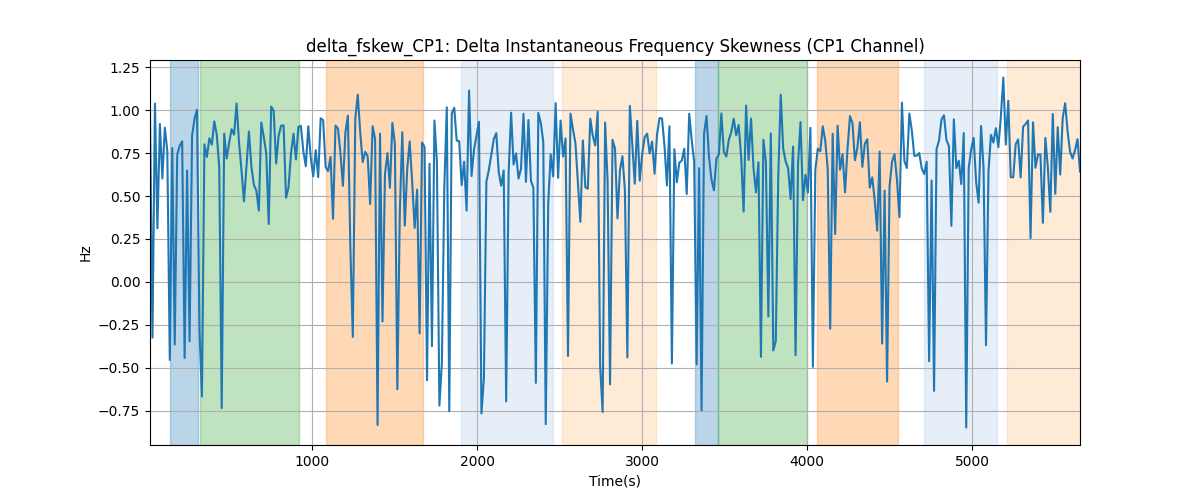 delta_fskew_CP1: Delta Instantaneous Frequency Skewness (CP1 Channel)
1.25
1.00
0.75
0.50
0.25
0.00
−0.25
−0.50
−0.75
Hz
1000 2000 3000 4000 5000
Time(s)